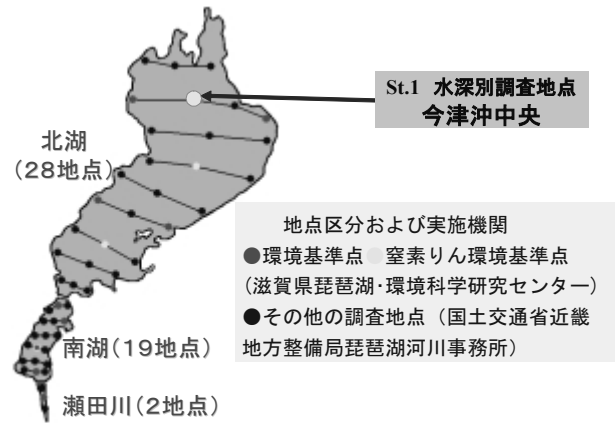 St.1 水深別調査地点
今津沖中央
北湖
(28地点)
地点区分および実施機関
●環境基準点●窒素りん環境基準点
(滋賀県琵琶湖・環境科学研究センター)
●その他の調査地点(国土交通省近畿
地方整備局琵琶湖河川事務所)
南湖(19地点)
瀬田川(2地点)